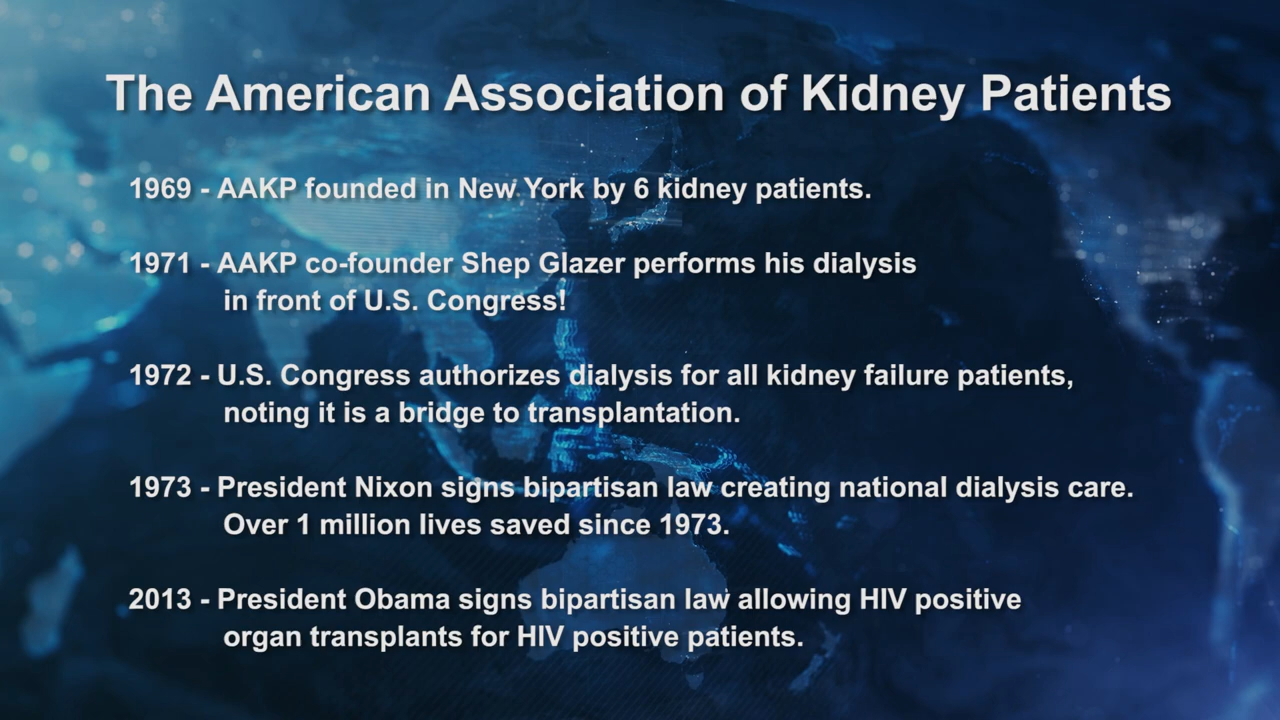 The American Association of Kidney Patients
1969 - AAKP founded in New York by 6 kidney patients.
1971 - AAKP co-founder Shep Glazer performs his dialysis
in front of U.S. Congress!
1972 - U.S. Congress authorizes dialysis for all kidney failure patients,
noting it is a bridge to transplantation.
1973 - President Nixon signs bipartisan law creating national dialysis care.
Over 1 million lives saved since 1973.
2013 - President Obama signs bipartisan law allowing HIV positive
organ transplants for HIV positive patients.